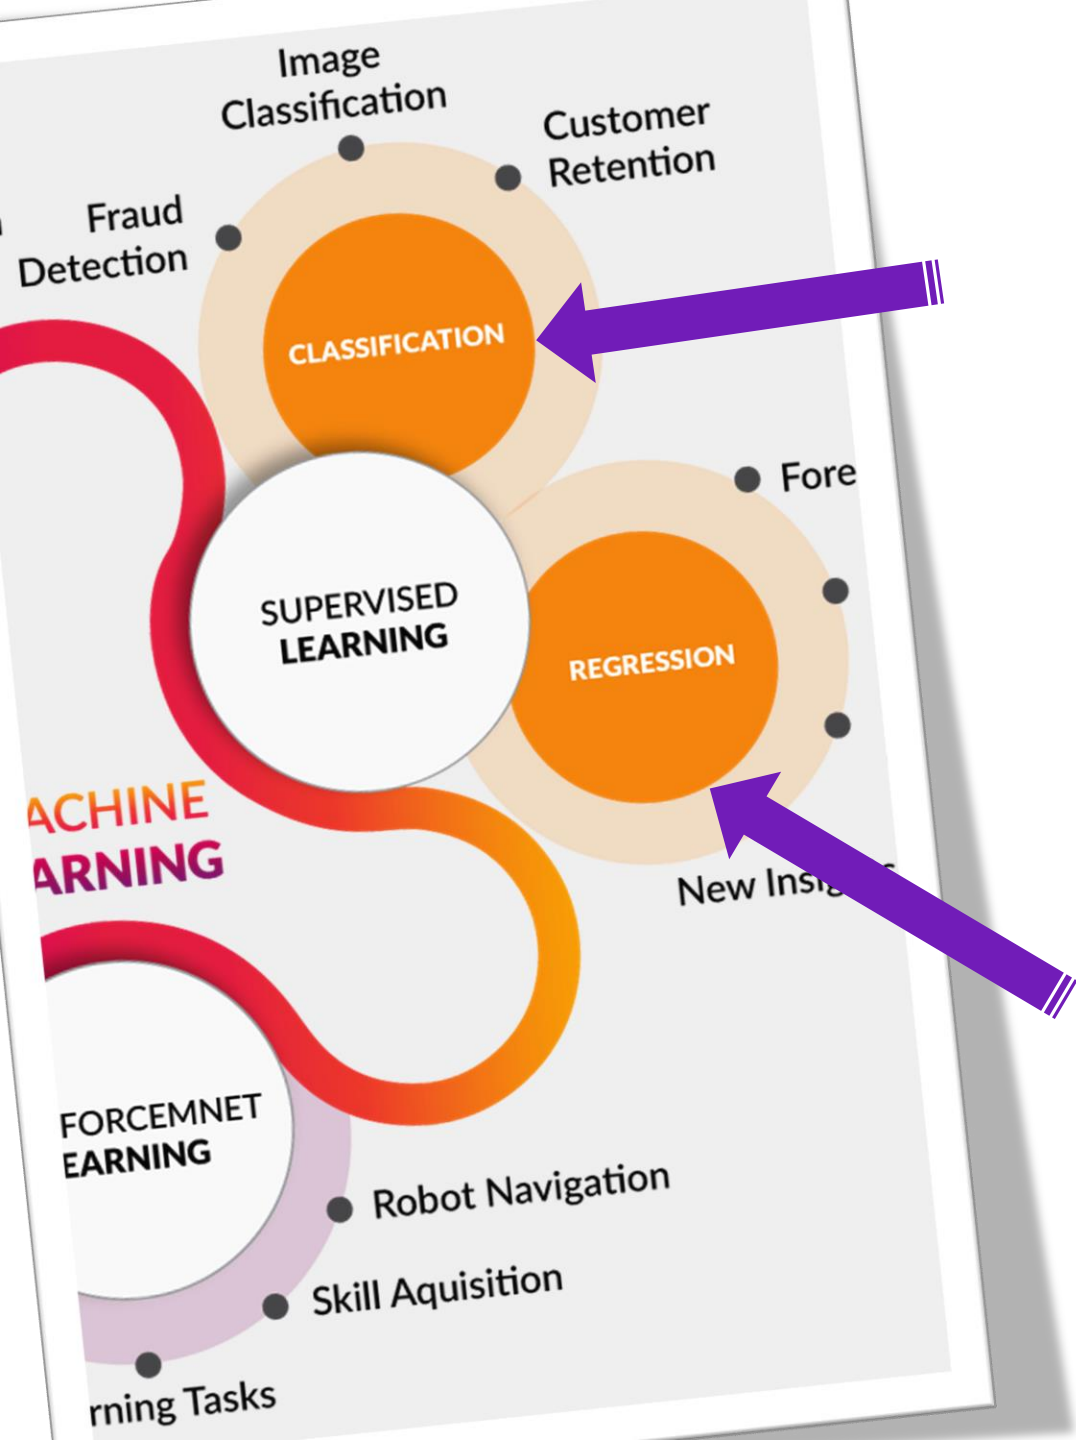 Image
Classification
Customer
Retention
Fraud
Detection
CLASSIFICATION
Fore
SUPERVISED
LEARNING
REGRESSION
ACHINE
ARNING
New Insights
FORCEMNET
EARNING
Robot Navigation
Skill Aquisition
rning Tasks